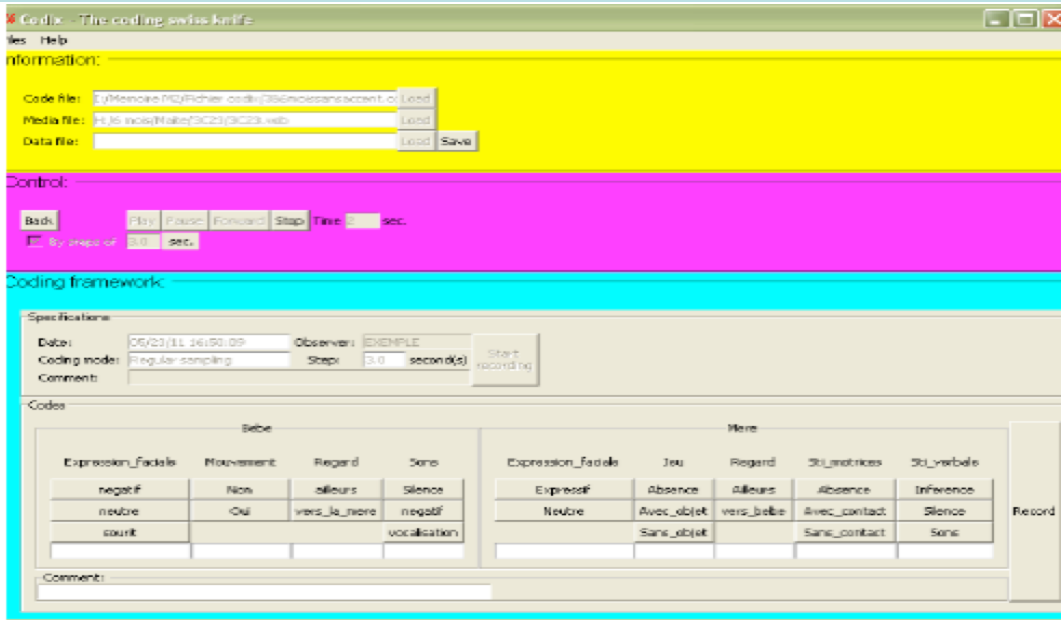 Codix - The coding swiss knife
Help
Information:
Code file: Load
Media file: Load
Data file: Load Save
Control:
Back Play Pause Forward Stop Time 2 sec.
By steps of 3.0 sec.
Coding framework:
Specifications
Date: 05/23/11 16:50:09 Observer: EXEMPLE
Coding mode: Regular sampling Step: 3.0 second(s) Start recording
Comment:
Codes
Bebe Mere
Expression_faciale Mouvement Regard Sons Expression_faciale Jeu Regard Sti_motrices Sti_verbale
negatif Non ailleurs Silence Expressif Absence Ailleurs Absence Inference
neutre Oui vers_la_mere negatif Neutre Avec_objet vers_bebe Avec_contact Silence Record
sourit vocalisation Sans_objet Sans_contact Sons
Comment: